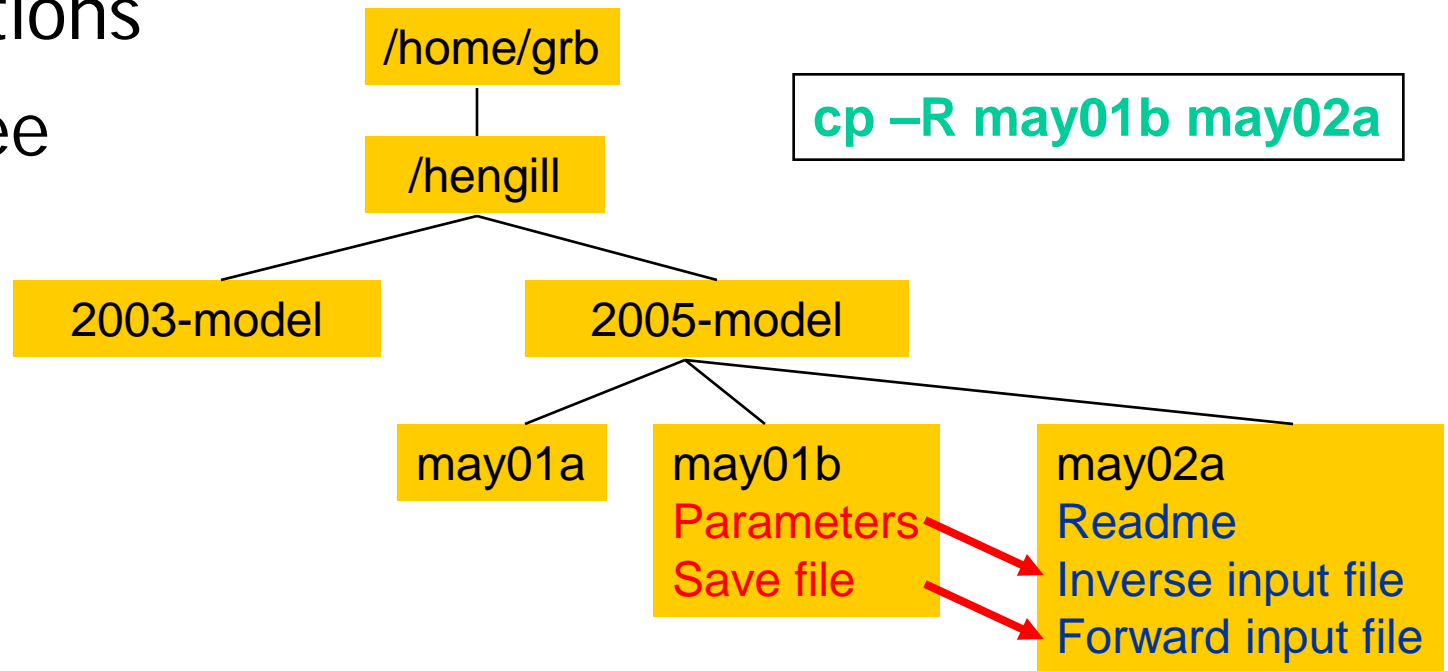 tions
ee
/home/grb
cp –R may01b may02a
/hengill
2003-model
2005-model
may01a
may01b
Parameters
Save file
may02a
Readme
Inverse input file
Forward input file